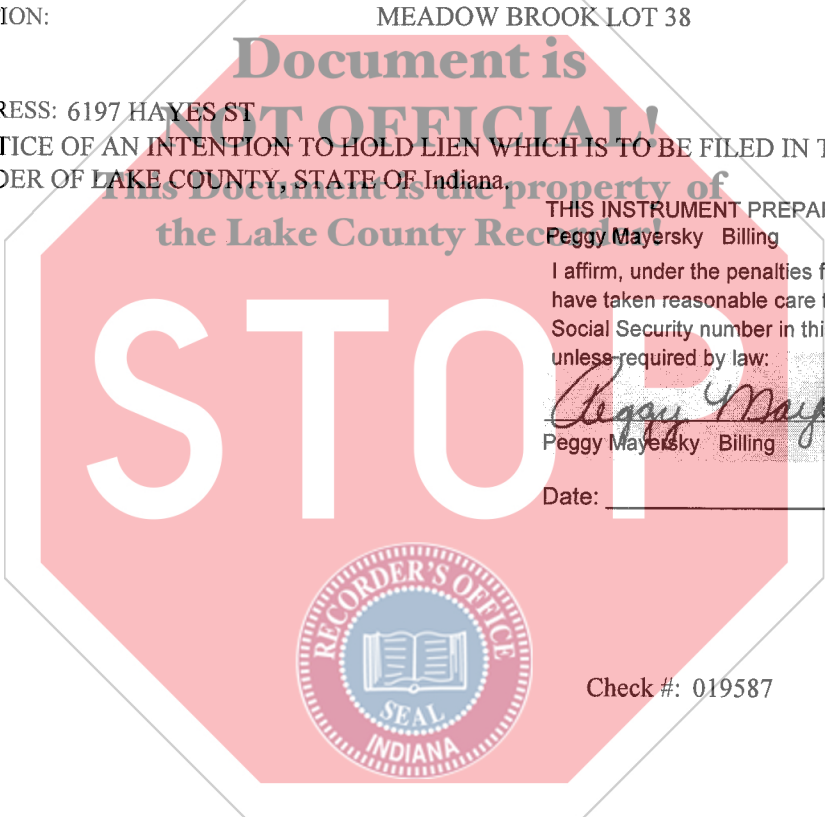 ION: MEADOW BROOK LOT 38
Document is
RESS: 6197 HAYES ST
NOT OFFICIAL!
TICE OF AN INTENTION TO HOLD LIEN WHICH IS TO BE FILED IN T
DER OF LAKE COUNTY, STATE OF Indiana.
This Document is the property of
the Lake County Recorder!
THIS INSTRUMENT PREPA
Peggy Mayersky Billing
I affirm, under the penalties f
have taken reasonable care t
Social Security number in thi
unless required by law:
Peggy May
Peggy Mayersky Billing
Date:
STOP
RECORDER'S OFFICE
SEAL
INDIANA
Check #: 019587